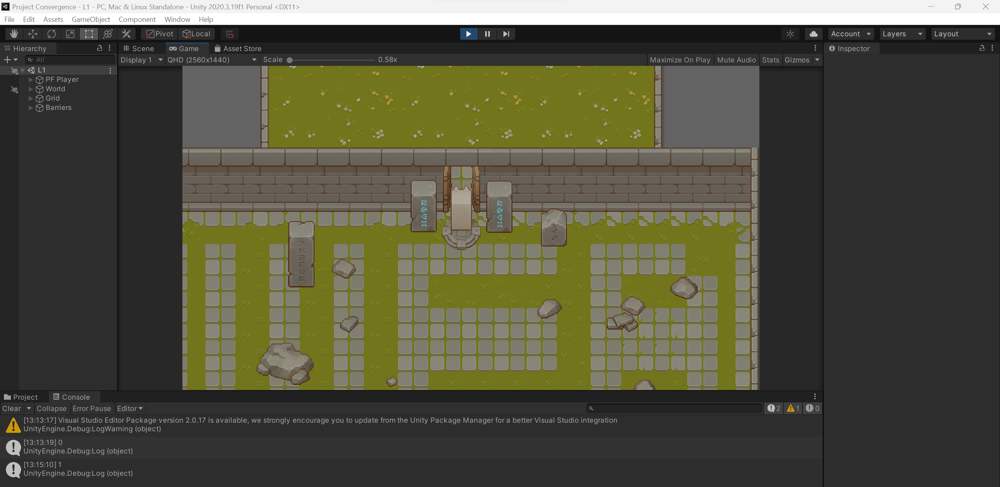 Project Convergence - L1 - PC, Mac & Linux Standalone - Unity 2020.3.19f1 Personal <DX11>
File Edit Assets GameObject Component Window Help
Pivot Local Account Layers Layout
Hierarchy Scene Game Asset Store Inspector
All Display 1 QHD (2560x1440) Scale 0.58x Maximize On Play Mute Audio Stats Gizmos
L1
PF Player
World
Grid
Barriers
Project Console
Clear Collapse Error Pause Editor 2 1 0
[13:13:17] Visual Studio Editor Package version 2.0.17 is available, we strongly encourage you to update from the Unity Package Manager for a better Visual Studio integration
UnityEngine.Debug:LogWarning (object)
[13:13:19] 0
UnityEngine.Debug:Log (object)
[13:15:10] 1
UnityEngine.Debug:Log (object)